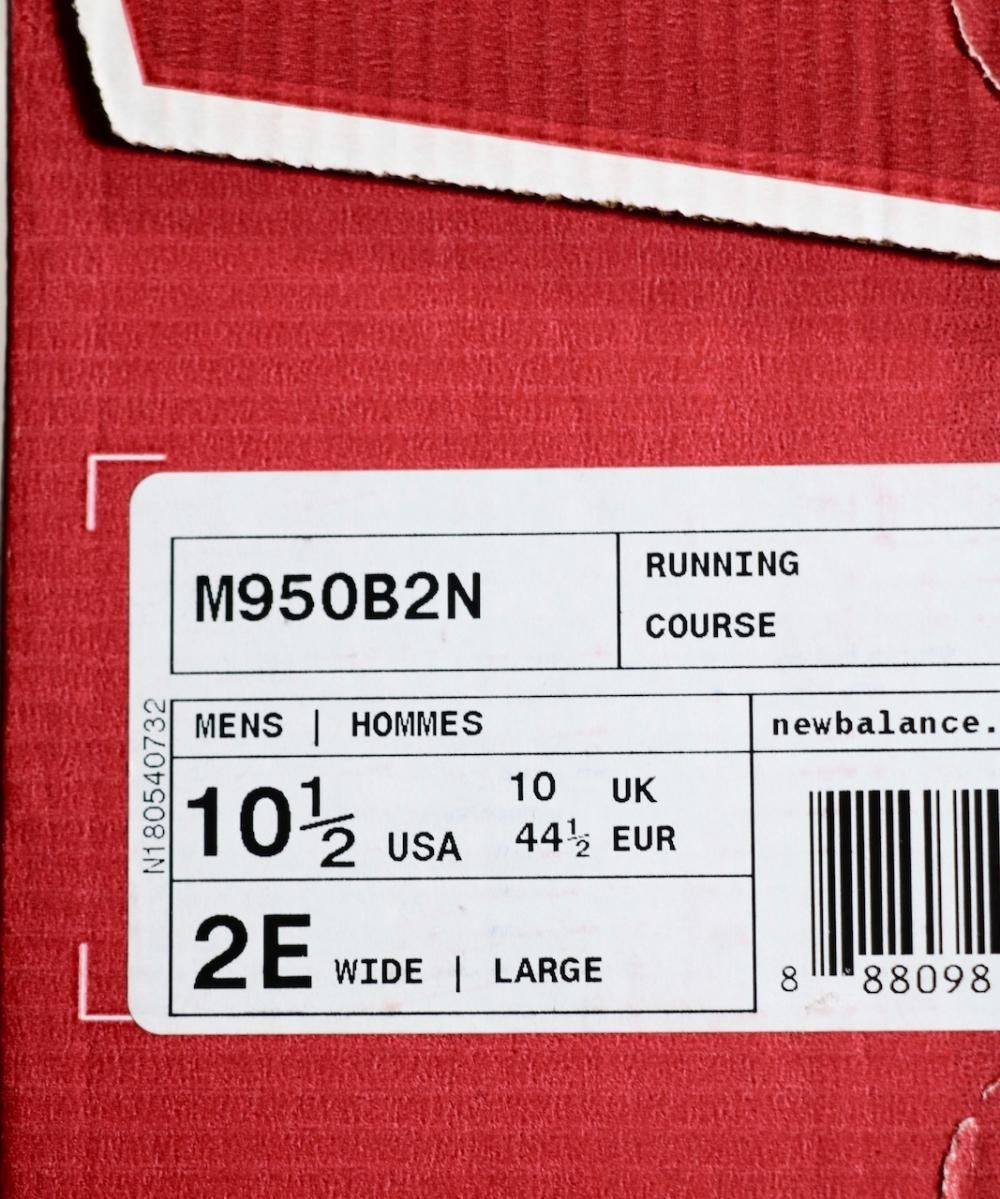 M950B2N
RUNNING
COURSE
N180540732
MENS | HOMMES
newbalance.
10½ USA
10 UK
44½ EUR
2E WIDE | LARGE
8 88098